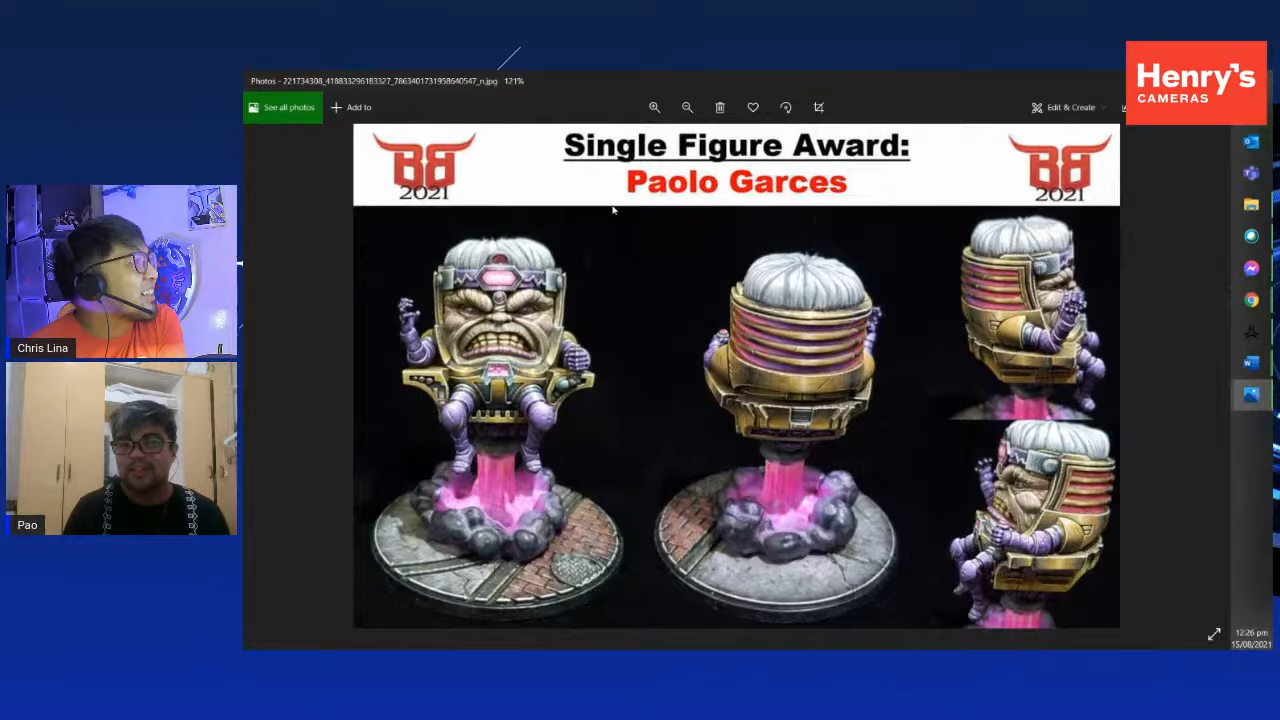 Henry's
CAMERAS
Photos - 221734308_418833296183327_7863401731958640547_n.jpg 121%
See all photos
Add to
Edit & Create
BB
2021
Single Figure Award:
Paolo Garces
BB
2021
Chris Lina
Pao
12:26 pm
15/08/2021